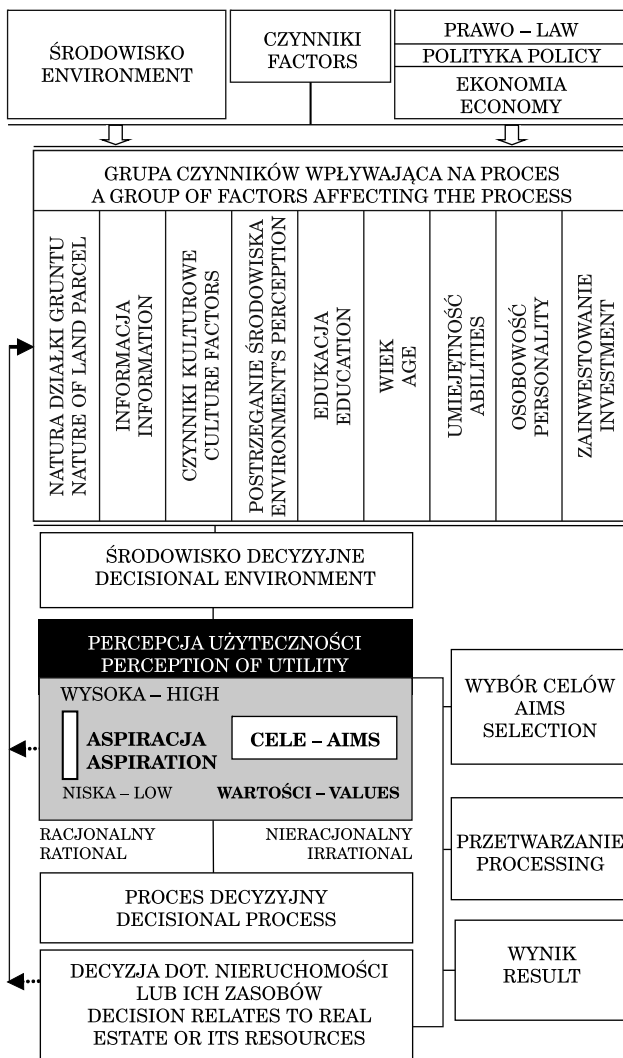 ŚRODOWISKO
ENVIRONMENT
CZYNNIKI
FACTORS
PRAWO – LAW
POLITYKA POLICY
EKONOMIA
ECONOMY
GRUPA CZYNNIKÓW WPŁYWAJĄCA NA PROCES
A GROUP OF FACTORS AFFECTING THE PROCESS
NATURA DZIAŁKI GRUNTU
NATURE OF LAND PARCEL
INFORMACJA
INFORMATION
CZYNNIKI KULTUROWE
CULTURE FACTORS
POSTRZEGANIE ŚRODOWISKA
ENVIRONMENT'S PERCEPTION
EDUKACJA
EDUCATION
WIEK
AGE
UMIEJĘTNOŚĆ
ABILITIES
OSOBOWOŚĆ
PERSONALITY
ZAINWESTOWANIE
INVESTMENT
ŚRODOWISKO DECYZYJNE
DECISIONAL ENVIRONMENT
PERCEPCJA UŻYTECZNOŚCI
PERCEPTION OF UTILITY
WYSOKA – HIGH
ASPIRACJA
ASPIRATION
CELE – AIMS
NISKA – LOW
WARTOŚCI – VALUES
RACJONALNY
RATIONAL
NIERACJONALNY
IRRATIONAL
PROCES DECYZYJNY
DECISIONAL PROCESS
DECYZJA DOT. NIERUCHOMOŚCI
LUB ICH ZASOBÓW
DECISION RELATES TO REAL
ESTATE OR ITS RESOURCES
WYBÓR CELÓW
AIMS
SELECTION
PRZETWARZANIE
PROCESSING
WYNIK
RESULT